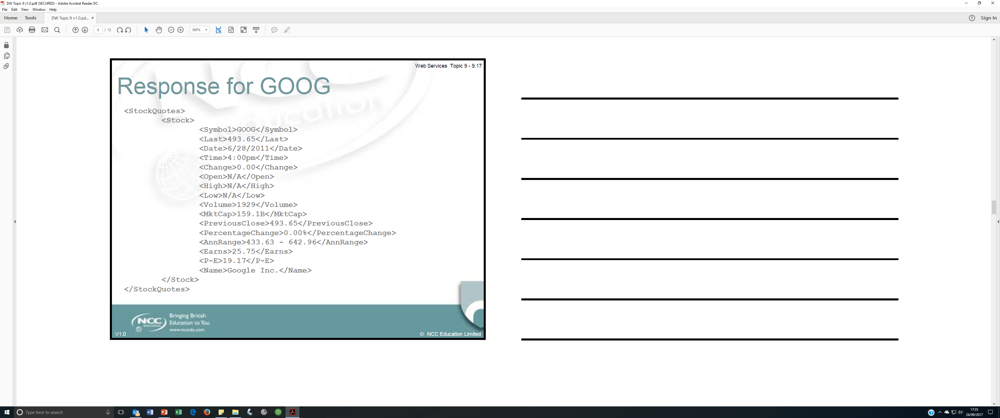 DW Topic 9 v1.0.pdf (SECURED) - Adobe Acrobat Reader DC
File Edit View Window Help
Home Tools DW Topic 9 v1.0.pd... × Sign In
6 / 12 369%
Web Services Topic 9 - 9.17
Response for GOOG
<StockQuotes>
<Stock>
<Symbol>GOOG</Symbol>
<Last>493.65</Last>
<Date>6/28/2011</Date>
<Time>4:00pm</Time>
<Change>0.00</Change>
<Open>N/A</Open>
<High>N/A</High>
<Low>N/A</Low>
<Volume>1929</Volume>
<MktCap>159.1B</MktCap>
<PreviousClose>493.65</PreviousClose>
<PercentageChange>0.00%</PercentageChange>
<AnnRange>433.63 - 642.96</AnnRange>
<Earns>25.75</Earns>
<P-E>19.17</P-E>
<Name>Google Inc.</Name>
</Stock>
</StockQuotes>
NCC education
Bringing British
Education to You
www.nccedu.com
V1.0 © NCC Education Limited
Type here to search
17:35
24/09/2017